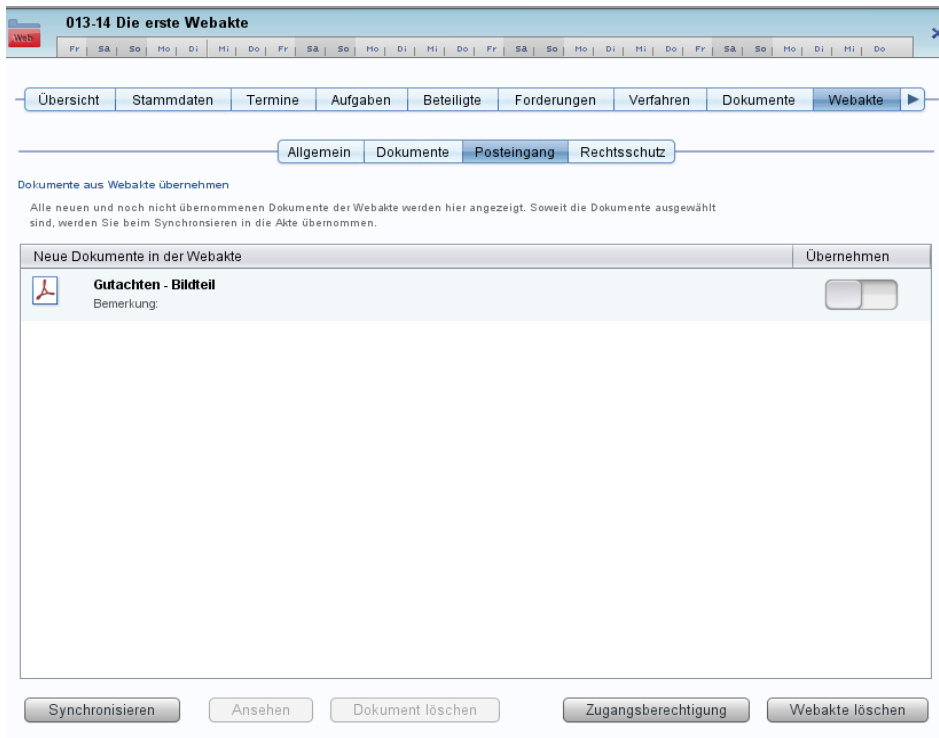 013-14 Die erste Webakte
Web
Fr Sa So Mo Di Mi Do Fr Sa So Mo Di Mi Do Fr Sa So Mo Di Mi Do Fr Sa So Mo Di Mi Do
Übersicht Stammdaten Termine Aufgaben Beteiligte Forderungen Verfahren Dokumente Webakte
Allgemein Dokumente Posteingang Rechtsschutz
Dokumente aus Webakte übernehmen
Alle neuen und noch nicht übernommenen Dokumente der Webakte werden hier angezeigt. Soweit die Dokumente ausgewählt
sind, werden Sie beim Synchronsieren in die Akte übernommen.
Neue Dokumente in der Webakte Übernehmen
Gutachten - Bildteil
Bemerkung:
Synchronisieren Ansehen Dokument löschen Zugangsberechtigung Webakte löschen